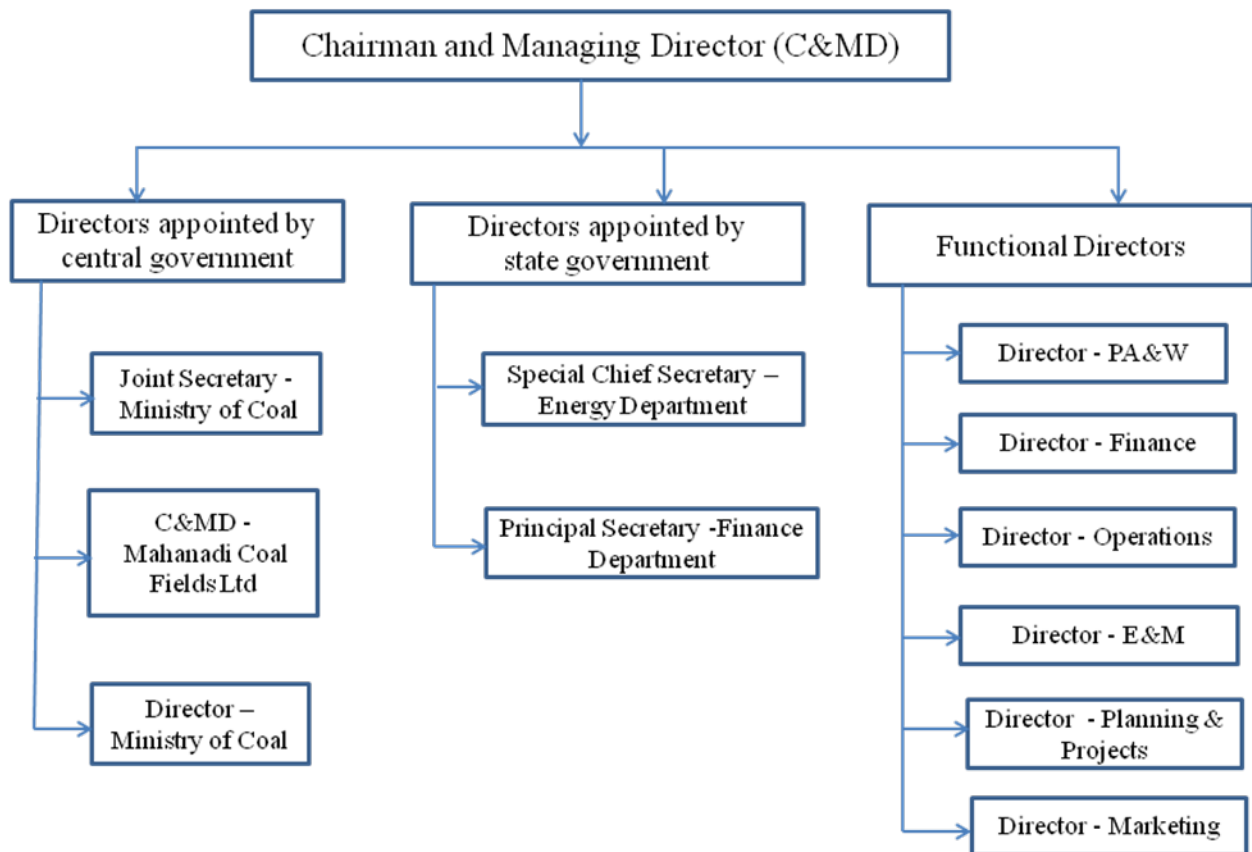 Chairman and Managing Director (C&MD)
Directors appointed by
central government
Joint Secretary -
Ministry of Coal
C&MD -
Mahanadi Coal
Fields Ltd
Director –
Ministry of Coal
Directors appointed by
state government
Special Chief Secretary –
Energy Department
Principal Secretary -Finance
Department
Functional Directors
Director - PA&W
Director - Finance
Director - Operations
Director - E&M
Director - Planning &
Projects
Director - Marketing